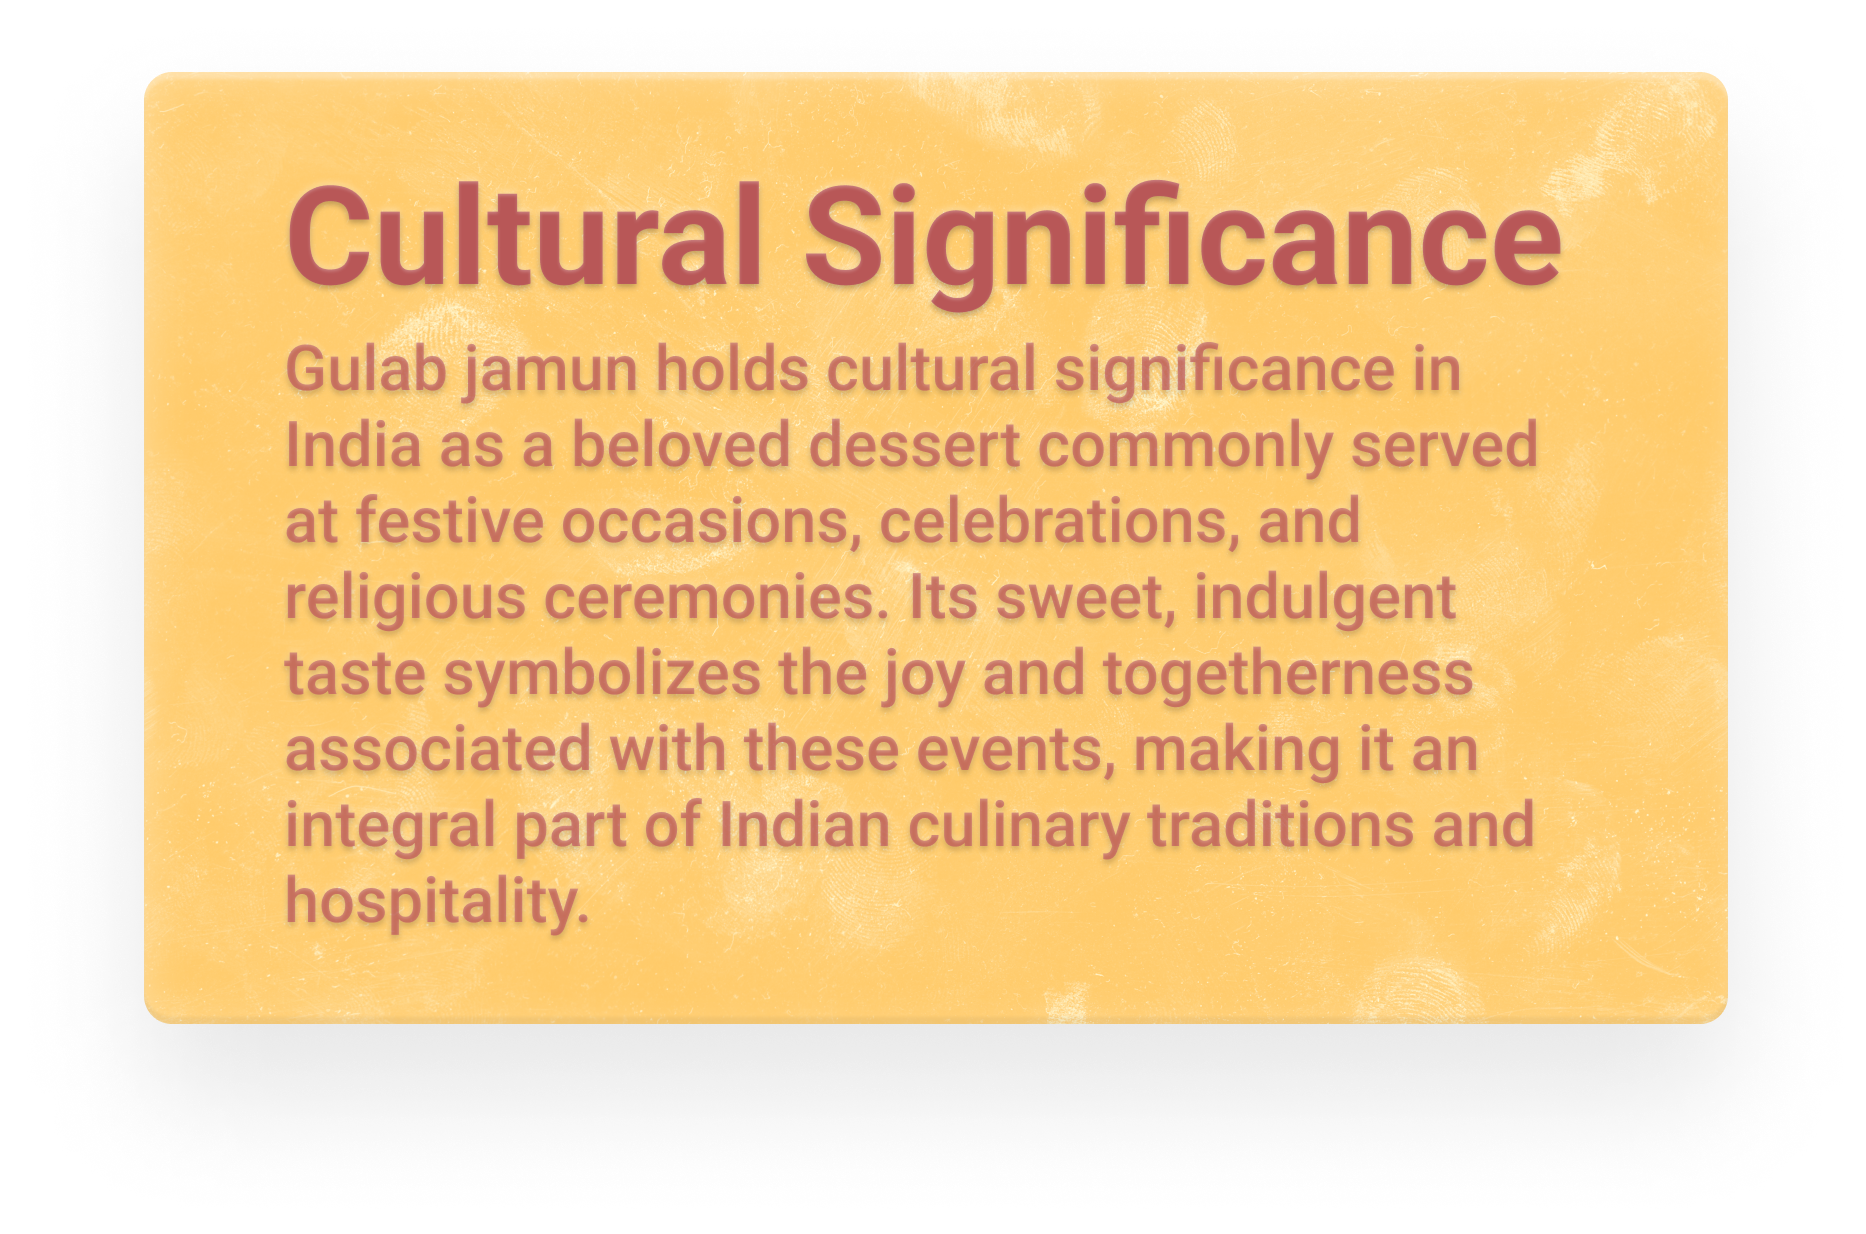 Cultural Significance
Gulab jamun holds cultural significance in
India as a beloved dessert commonly served
at festive occasions, celebrations, and
religious ceremonies. Its sweet, indulgent
taste symbolizes the joy and togetherness
associated with these events, making it an
integral part of Indian culinary traditions and
hospitality.